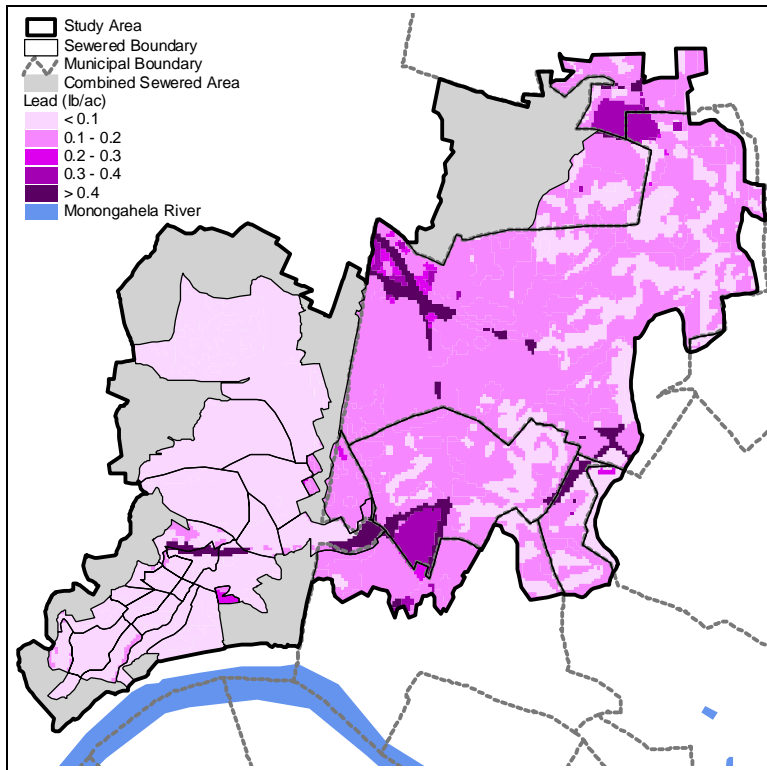 Study Area
Sewered Boundary
Municipal Boundary
Combined Sewered Area
Lead (lb/ac)
< 0.1
0.1 - 0.2
0.2 - 0.3
0.3 - 0.4
> 0.4
Monongahela River